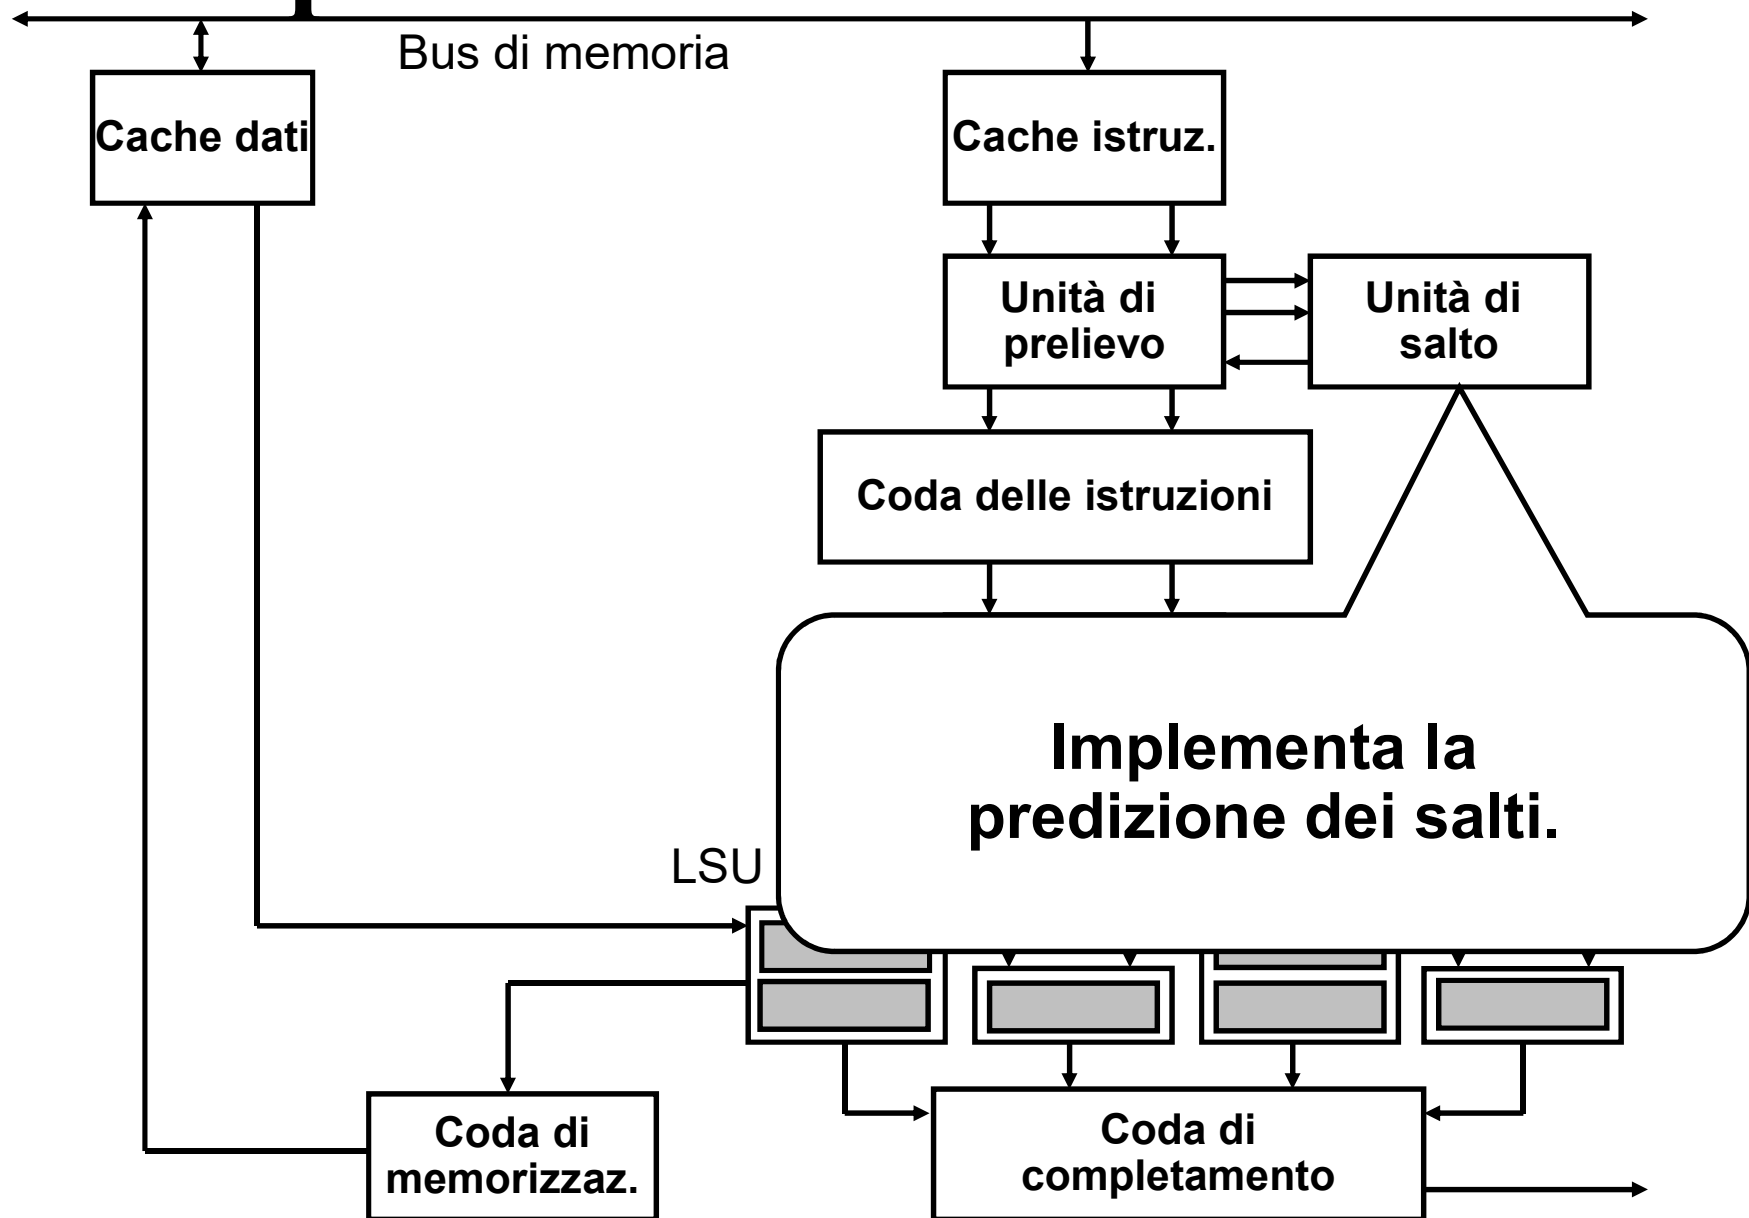 Bus di memoria
Cache dati
Cache istruz.
Unità di
prelievo
Unità di
salto
Coda delle istruzioni
Implementa la
predizione dei salti.
LSU
Coda di
memorizzaz.
Coda di
completamento